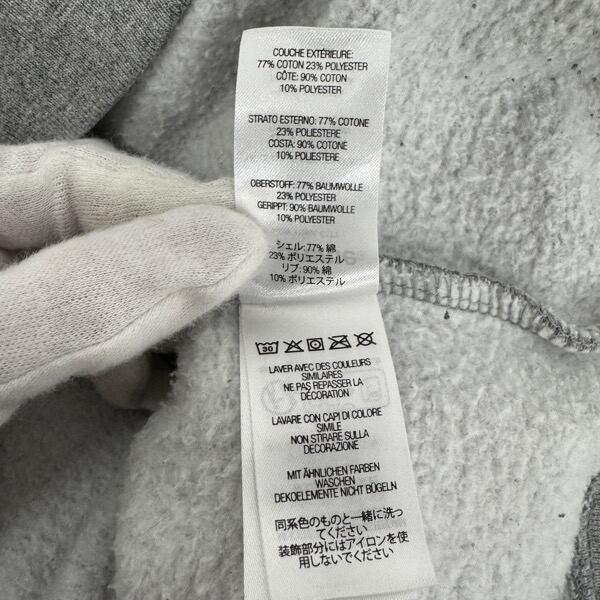 COUCHE EXTÉRIEURE:
77% COTON 23% POLYESTER
CÔTE: 90% COTON
10% POLYESTER
STRATO ESTERNO: 77% COTONE
23% POLIESTERE
COSTA: 90% COTONE
10% POLIESTERE
OBERSTOFF: 77% BAUMWOLLE
23% POLYESTER
GERIPPT: 90% BAUMWOLLE
10% POLYESTER
シェル: 77% 綿
23% ポリエステル
リブ: 90% 綿
10% ポリエステル
30
LAVER AVEC DES COULEURS
SIMILAIRES
NE PAS REPASSER LA
DÉCORATION
LAVARE CON CAPI DI COLORE
SIMILE
NON STIRARE SULLA
DECORAZIONE
MIT ÄHNLICHEN FARBEN
WASCHEN
DEKOELEMENTE NICHT BÜGELN
同系色のものと一緒に洗っ
てください
装飾部分にはアイロンを使
用しないでください